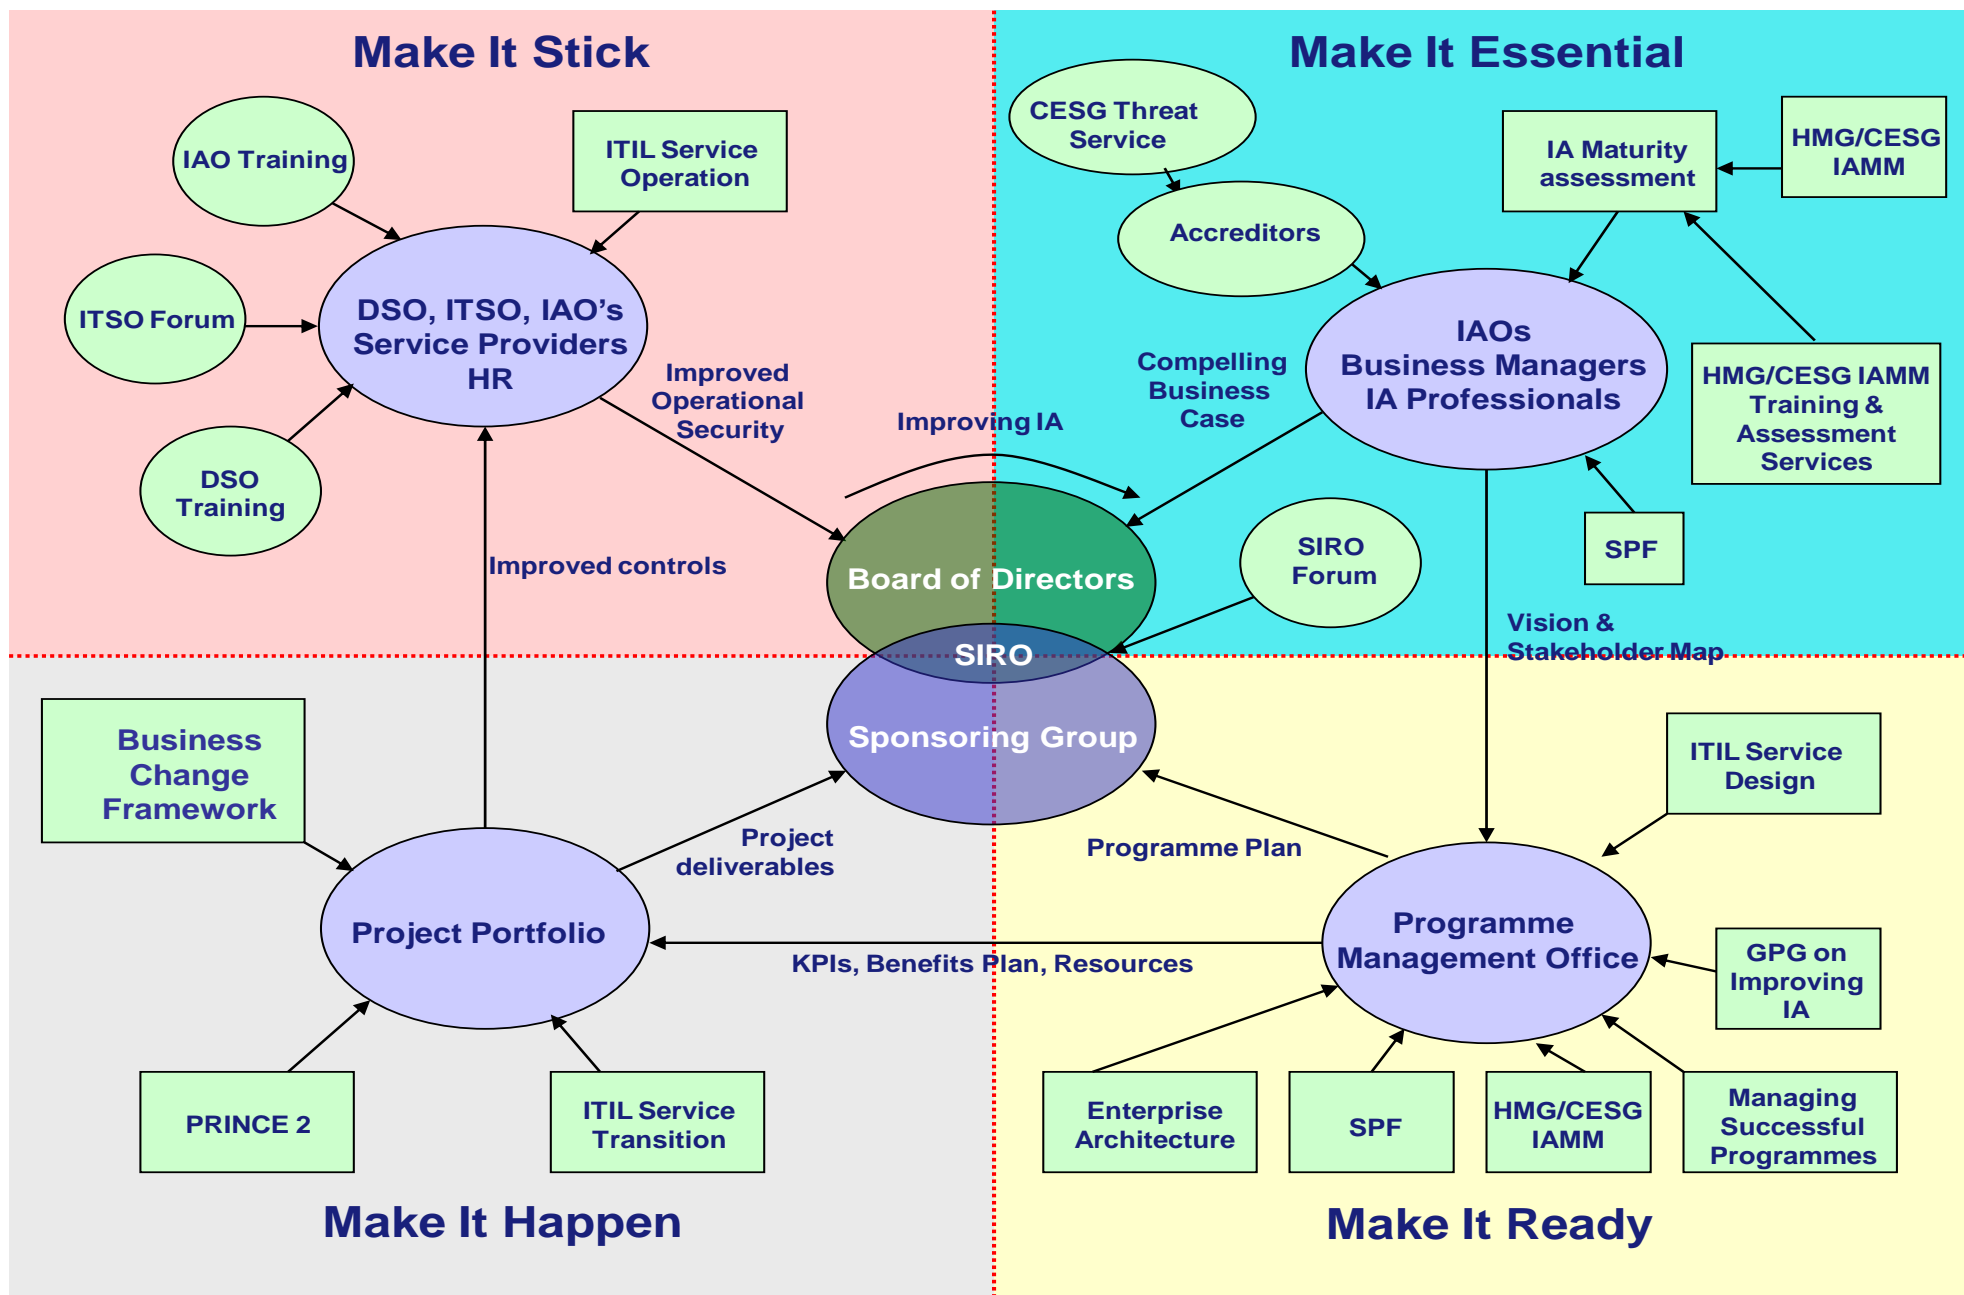 Make It Stick
IAO Training
ITIL Service
Operation
ITSO Forum
DSO, ITSO, IAO’s
Service Providers
HR
DSO
Training
Improved
Operational
Security
Improved controls
Make It Essential
CESG Threat
Service
Accreditors
IA Maturity
assessment
HMG/CESG
IAMM
IAOs
Business Managers
IA Professionals
HMG/CESG IAMM
Training &
Assessment
Services
Compelling
Business
Case
Improving IA
SPF
SIRO
Forum
Vision &
Stakeholder Map
Board of Directors
SIRO
Sponsoring Group
Business
Change
Framework
Project
deliverables
Project Portfolio
KPIs, Benefits Plan, Resources
PRINCE 2
ITIL Service
Transition
Make It Happen
ITIL Service
Design
Programme Plan
Programme
Management Office
GPG on
Improving
IA
Enterprise
Architecture
SPF
HMG/CESG
IAMM
Managing
Successful
Programmes
Make It Ready